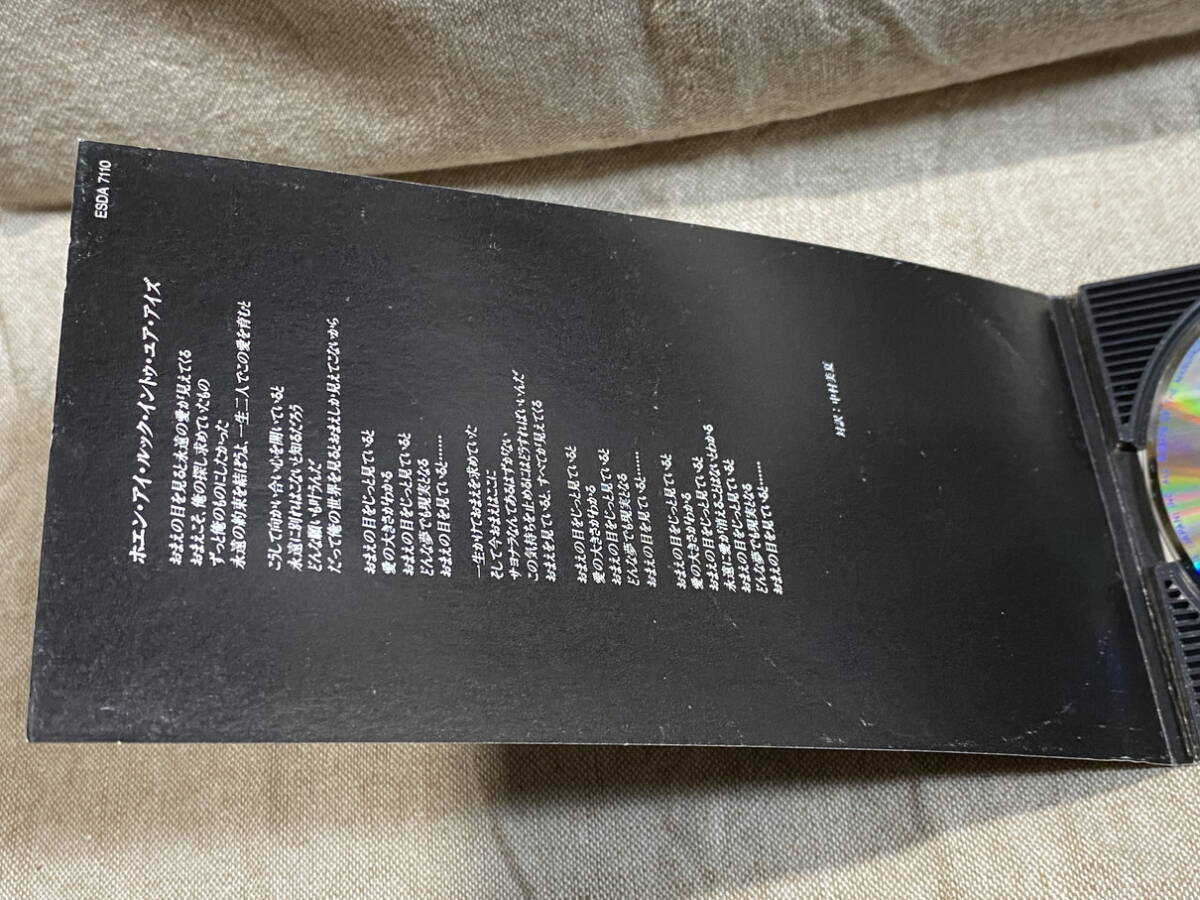 ESDA 7110
ホエン・アイ・ルック・イントゥ・ユア・アイズ
おまえの目を見ると永遠の愛が見えてくる
おまえこそ、俺の探し求めていたもの
ずっと俺のものにしたかった
永遠の約束を結ぼうよ、一生二人でこの愛を育むと
こうして向かい合い心を開いていると
永遠に別ればこないと知るだろう
どんな願いも叶うんだ
だって俺の世界を見るとおまえしか見えてこないから
おまえの目をじっと見ていると
愛の大きさがわかる
おまえの目をじっと見ていると
どんな夢でも現実となる
おまえの目を見ていると……
一生かけておまえを求めていた
そして今おまえはここに
サヨナラなんてあるはずがない
この気持ちを止めるにはどうすればいいんだ
おまえを見ていると、すべてが見えてくる
おまえの目をじっと見ていると
愛の大きさがわかる
おまえの目をじっと見ていると
どんな夢でも現実となる
おまえの目を見ていると……
おまえの目をじっと見ていると
愛の大きさがわかる
おまえの目をじっと見ていると
永遠に愛が消えることはないとわかる
おまえの目をじっと見ていると
どんな夢でも現実となる
おまえの目を見ていると……
対訳：中村美夏